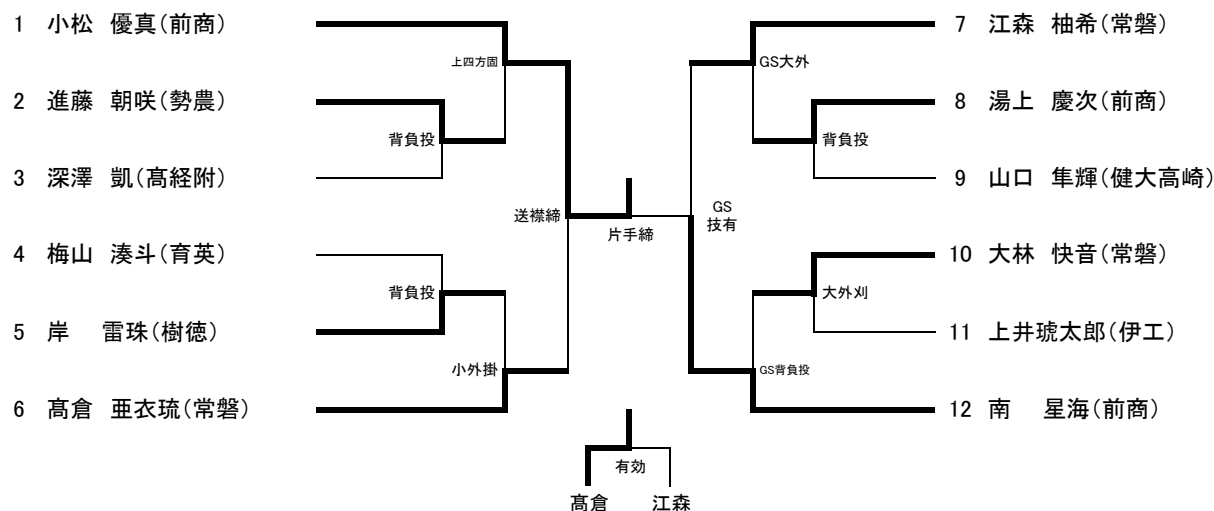 1 小松 優真(前商)
2 進藤 朝咲(勢農)
3 深澤 凱(髙経附)
4 梅山 湊斗(育英)
5 岸 雷珠(樹徳)
6 髙倉 亜衣琉(常磐)
上四方固
背負投
背負投
小外掛
送襟締
片手締
GS
技有
GS大外
背負投
大外刈
GS背負投
7 江森 柚希(常磐)
8 湯上 慶次(前商)
9 山口 隼輝(健大高崎)
10 大林 快音(常磐)
11 上井琥太郎(伊工)
12 南 星海(前商)
有効
髙倉 江森